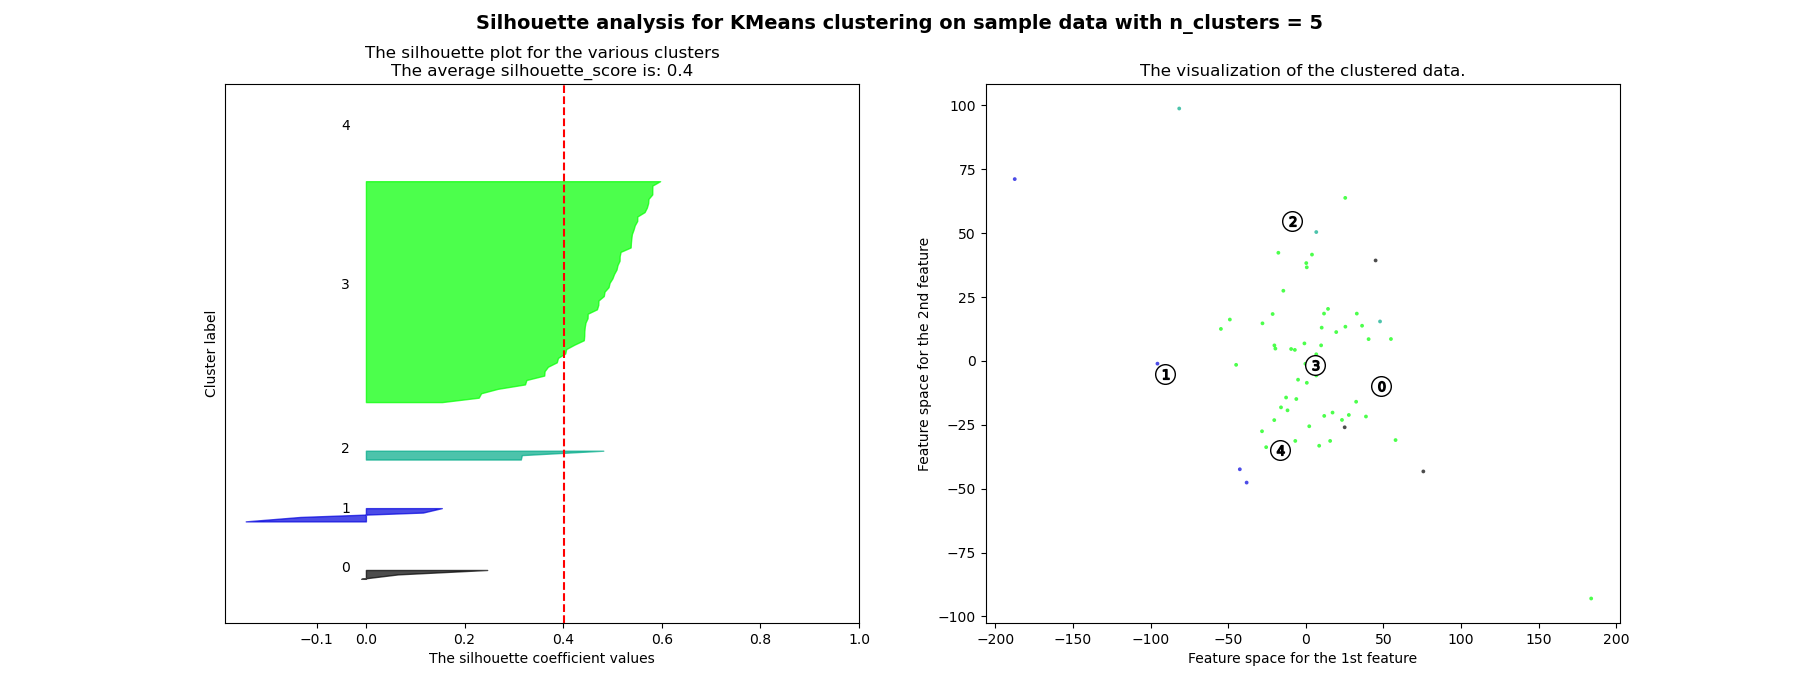 Silhouette analysis for KMeans clustering on sample data with n_clusters = 5
The silhouette plot for the various clusters
The average silhouette_score is: 0.4
4
3
2
1
0
Cluster label
−0.1 0.0 0.2 0.4 0.6 0.8 1.0
The silhouette coefficient values
The visualization of the clustered data.
100
75
50
25
0
−25
−50
−75
−100
Feature space for the 2nd feature
2
3
1
0
4
−200 −150 −100 −50 0 50 100 150 200
Feature space for the 1st feature